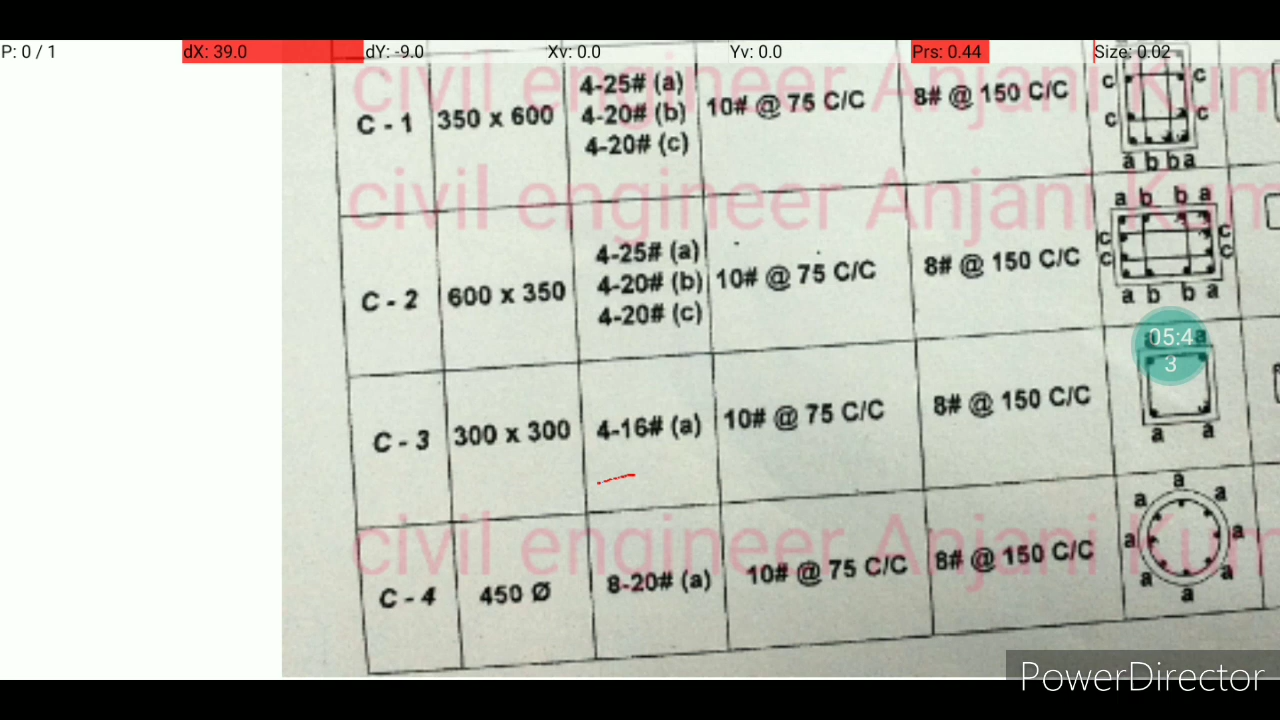 P: 0 / 1 dX: 39.0 dY: -9.0 Xv: 0.0 Yv: 0.0 Prs: 0.44 Size: 0.02
civil engineer Anjani Kum
C - 1 350 x 600 4-25# (a) 10# @ 75 C/C 8# @ 150 C/C c c
4-20# (b)
4-20# (c) c c
a b b a
civil engineer Anjani Kum
a b b a
C - 2 600 x 350 4-25# (a) 10# @ 75 C/C 8# @ 150 C/C c c
4-20# (b) c c
4-20# (c)
a b b a
05:4
3
a
C - 3 300 x 300 4-16# (a) 10# @ 75 C/C 8# @ 150 C/C
a a
civil engineer Anjani Kum
a a a
C - 4 450 Ø 8-20# (a) 10# @ 75 C/C 8# @ 150 C/C a a
a a
a
PowerDirector